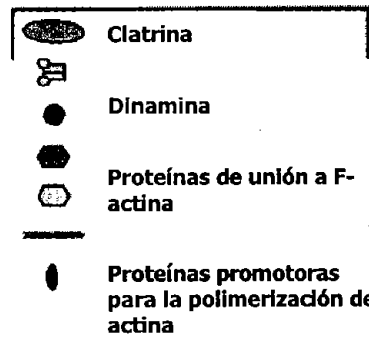 Clatrina
Dinamina
Proteínas de unión a F-
actina
Proteínas promotoras
para la polimerización de
actina